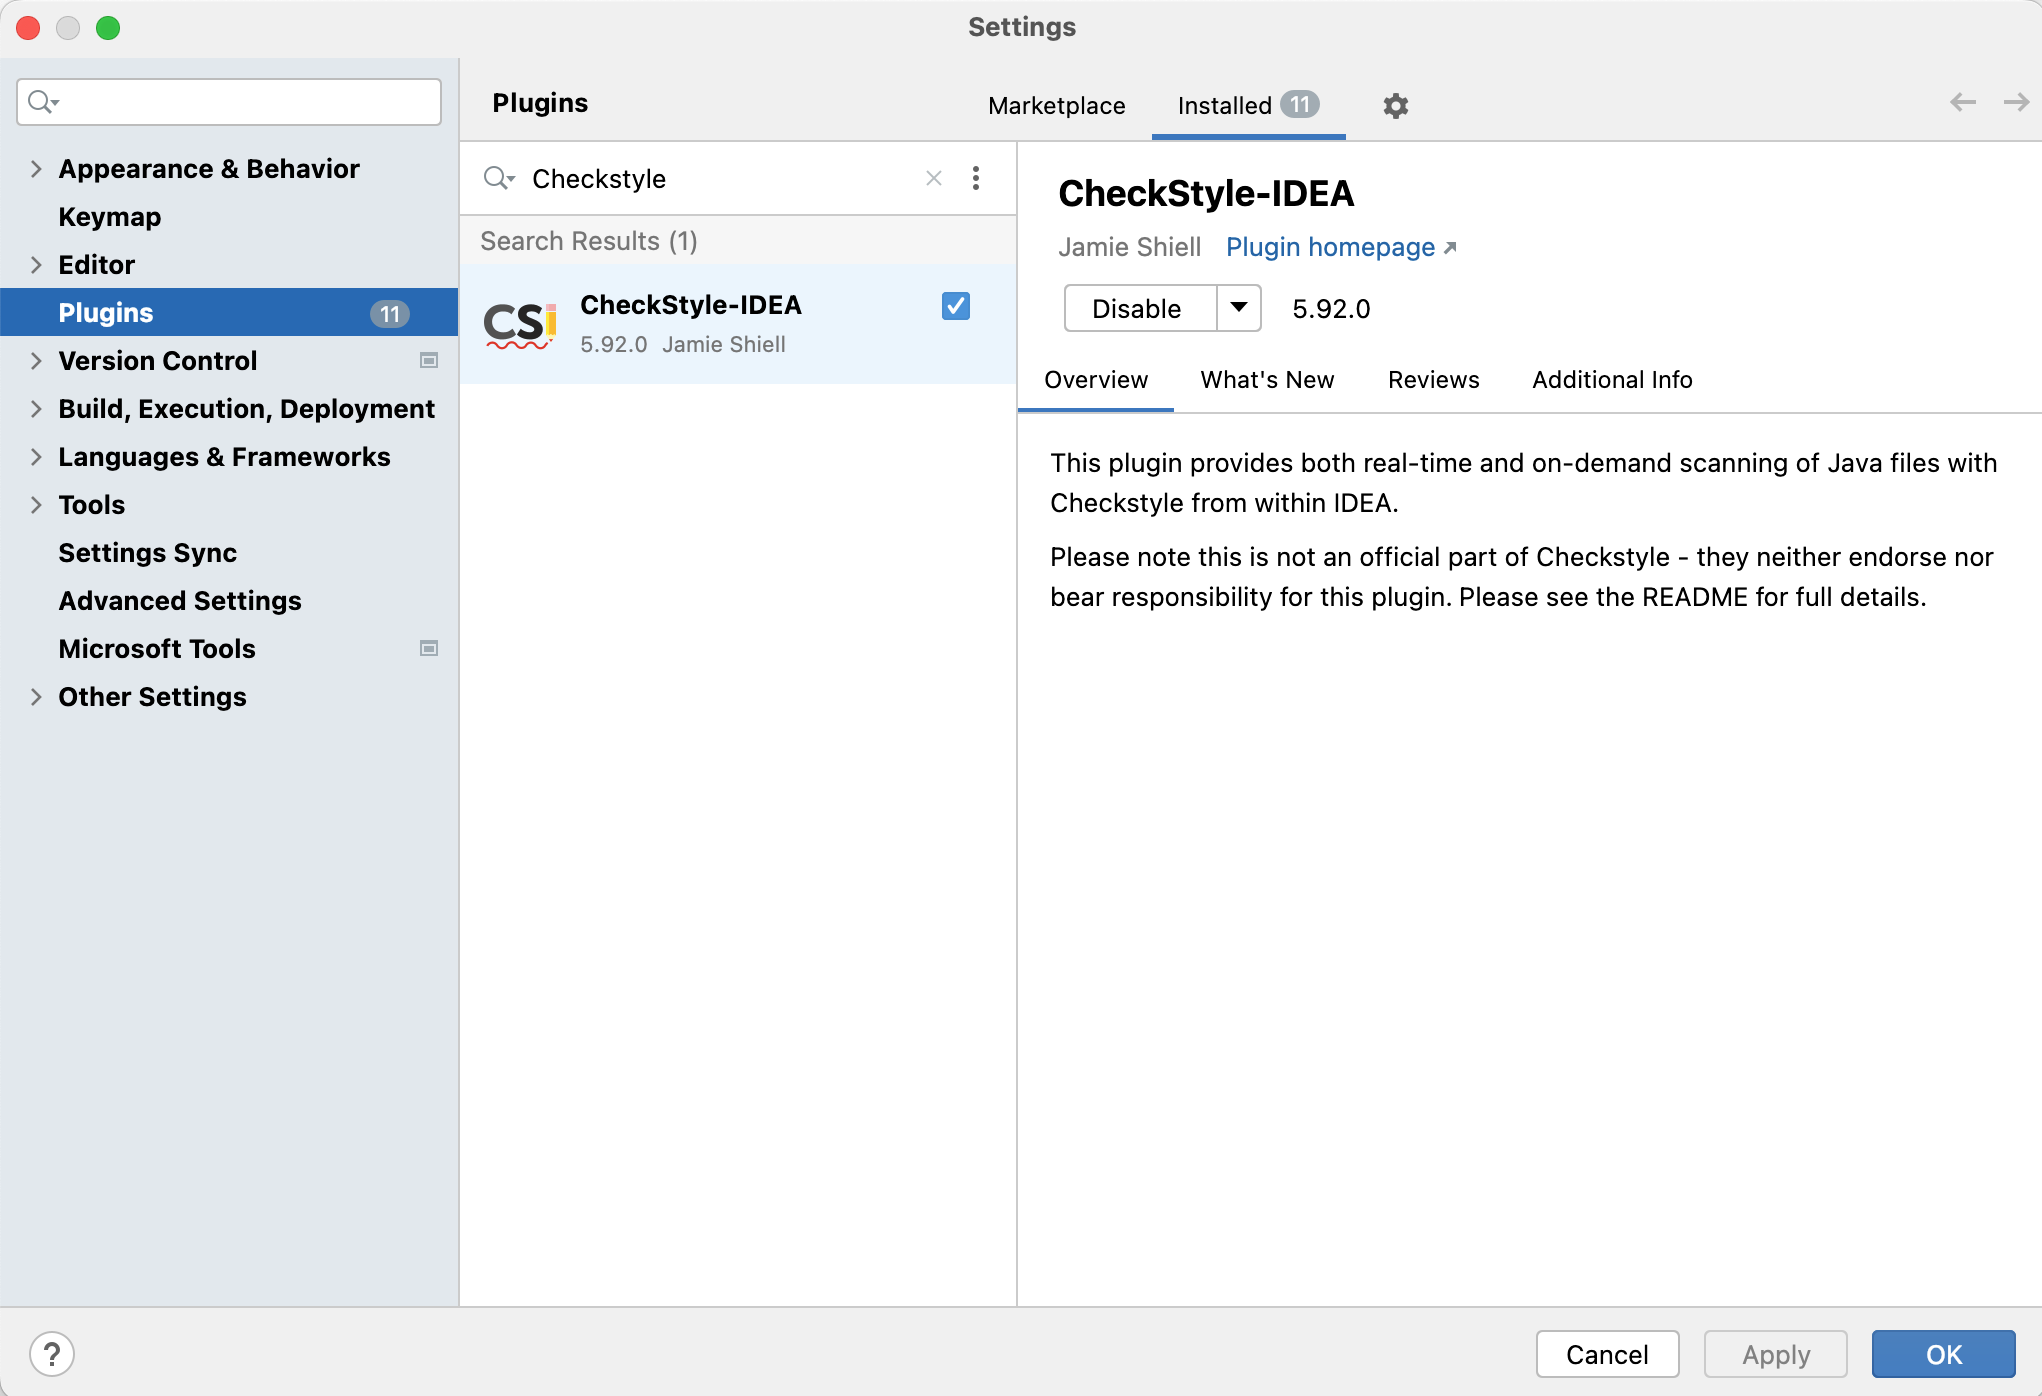 Settings
Appearance & Behavior
Keymap
Editor
Plugins 11
Version Control
Build, Execution, Deployment
Languages & Frameworks
Tools
Settings Sync
Advanced Settings
Microsoft Tools
Other Settings
Plugins
Marketplace
Installed 11
Checkstyle
Search Results (1)
CSi
CheckStyle-IDEA
5.92.0 Jamie Shiell
CheckStyle-IDEA
Jamie Shiell Plugin homepage
Disable 5.92.0
Overview What's New Reviews Additional Info
This plugin provides both real-time and on-demand scanning of Java files with
Checkstyle from within IDEA.
Please note this is not an official part of Checkstyle - they neither endorse nor
bear responsibility for this plugin. Please see the README for full details.
?
Cancel Apply OK